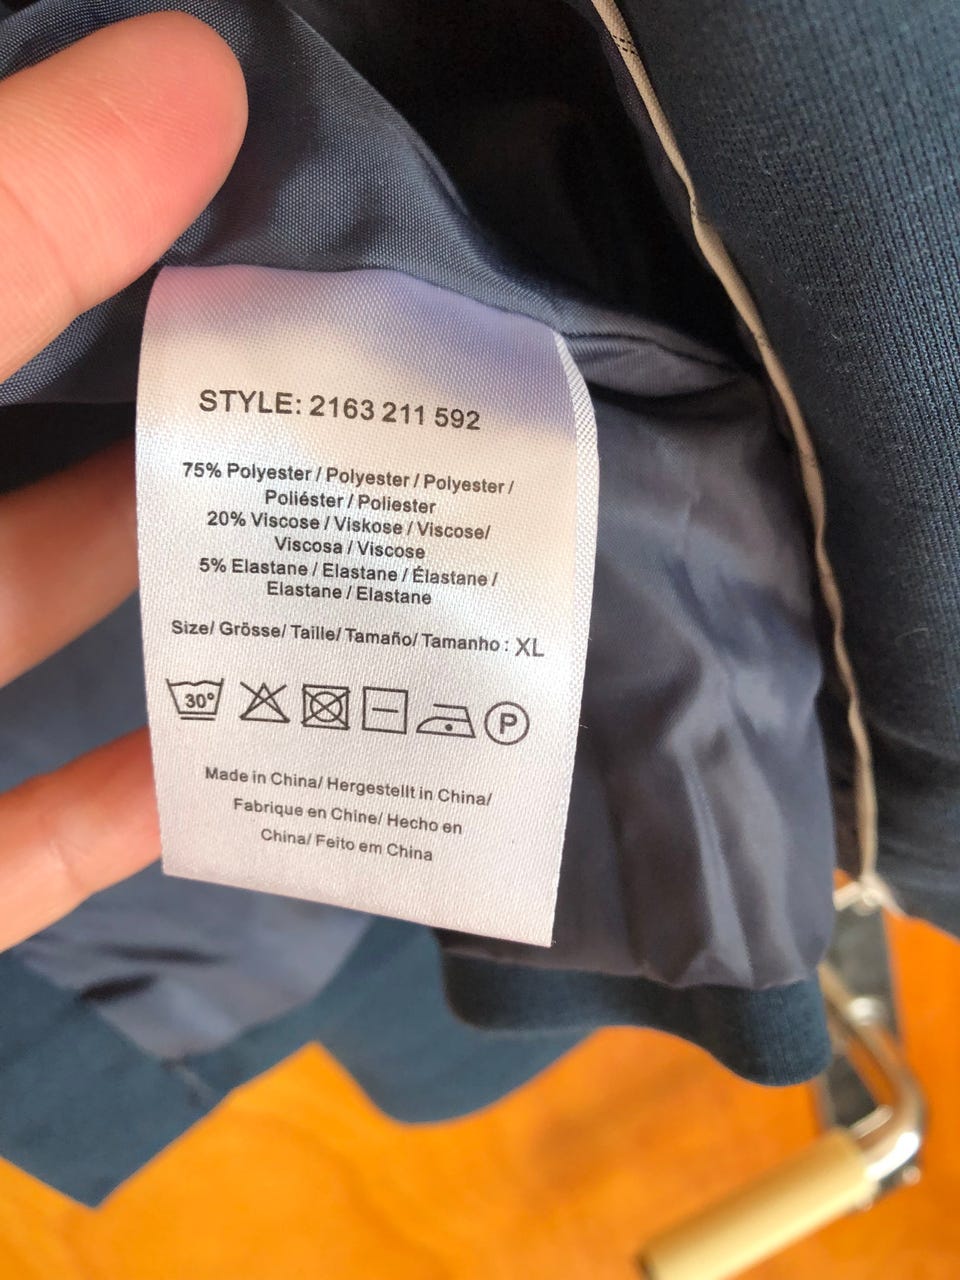 STYLE: 2163 211 592
75% Polyester / Polyester / Polyester /
Poliéster / Poliester
20% Viscose / Viskose / Viscose/
Viscosa / Viscose
5% Elastane / Elastane / Élastane /
Elastane / Elastane
Size/ Grösse/ Taille/ Tamaño/ Tamanho : XL
30° P
Made in China/ Hergestellt in China/
Fabrique en Chine/ Hecho en
China/ Feito em China